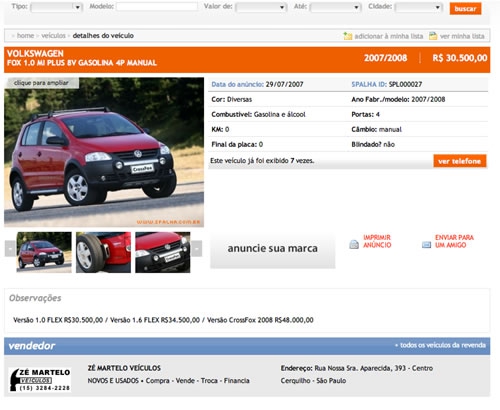 Tipo: Modelo: Valor de: Até: Cidade: buscar
» home » veículos » detalhes do veículo adicionar à minha lista ver minha lista
VOLKSWAGEN
FOX 1.0 MI PLUS 8V GASOLINA 4P MANUAL 2007/2008 R$ 30.500,00
clique para ampliar
Data do anúncio: 29/07/2007 SPALHA ID: SPL000027
Cor: Diversas Ano Fabr./modelo: 2007/2008
Combustível: Gasolina e álcool Portas: 4
KM: 0 Câmbio: manual
Final da placa: 0 Blindado? não
Este veículo já foi exibido 7 vezes. ver telefone
CrossFox
www.spalha.com.br
anuncie sua marca
IMPRIMIR ANÚNCIO
ENVIAR PARA UM AMIGO
Observações
Versão 1.0 FLEX R$30.500,00 / Versão 1.6 FLEX R$34.500,00 / Versão CrossFox 2008 R$48.000,00
vendedor + todos os veículos da revenda
ZÉ MARTELO
VEÍCULOS
(15) 3284-2228
ZÉ MARTELO VEÍCULOS
NOVOS E USADOS • Compra - Vende - Troca - Financia
Endereço: Rua Nossa Sra. Aparecida, 393 - Centro
Cerquilho - São Paulo